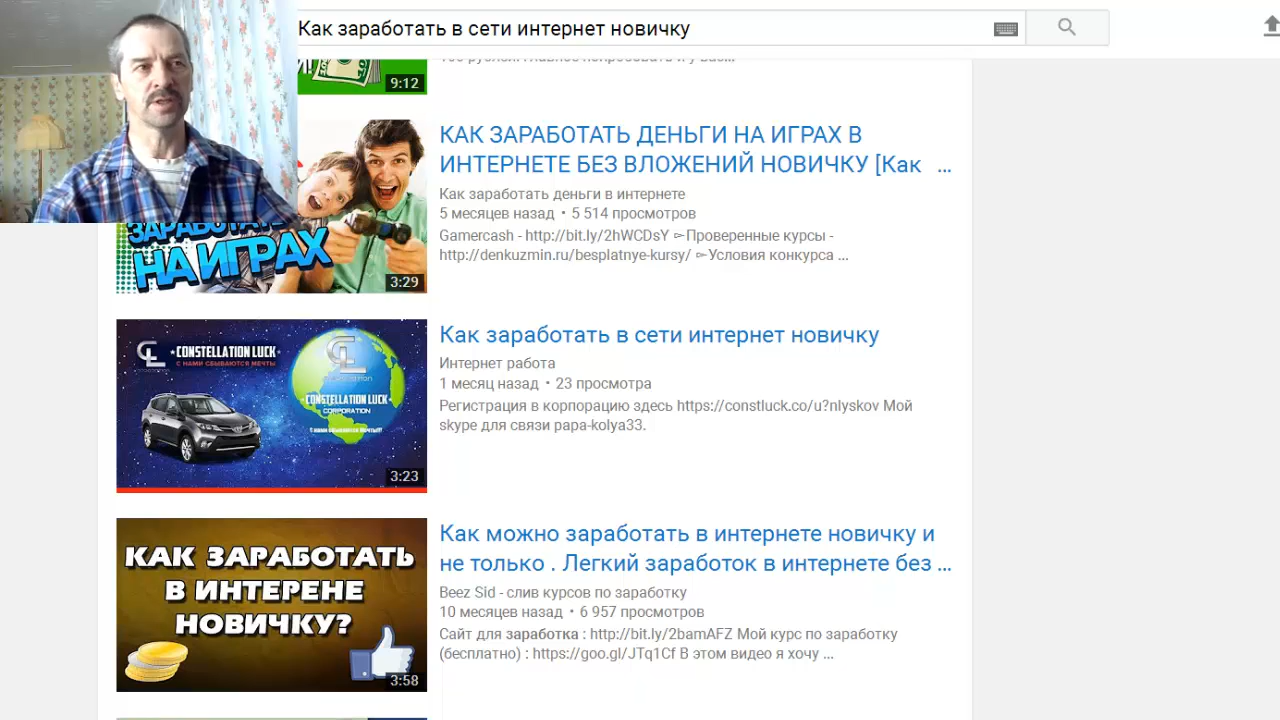 Как заработать в сети интернет новичку
9:12
КАК ЗАРАБОТАТЬ ДЕНЬГИ НА ИГРАХ В
ИНТЕРНЕТЕ БЕЗ ВЛОЖЕНИЙ НОВИЧКУ [Как ...
Как заработать деньги в интернете
5 месяцев назад • 5 514 просмотров
Gamercash - http://bit.ly/2hWCDsY ➛Проверенные курсы -
http://denkuzmin.ru/besplatnye-kursy/ ➛Условия конкурса ...
НА ИГРАХ
3:29
Как заработать в сети интернет новичку
Интернет работа
1 месяц назад • 23 просмотра
Регистрация в корпорацию здесь https://constluck.co/u?nlyskov Мой
skype для связи papa-kolya33.
CL
CONSTELLATION LUCK
С НАМИ СБЫВАЮТСЯ МЕЧТЫ
CONSTELLATION LUCK
CORPORATION
3:23
Как можно заработать в интернете новичку и
не только . Легкий заработок в интернете без ...
Beez Sid - слив курсов по заработку
10 месяцев назад • 6 957 просмотров
Сайт для заработка : http://bit.ly/2bamAFZ Мой курс по заработку
(бесплатно) : https://goo.gl/JTq1Cf В этом видео я хочу ...
КАК ЗАРАБОТАТЬ
В ИНТЕРЕНЕ
НОВИЧКУ?
3:58